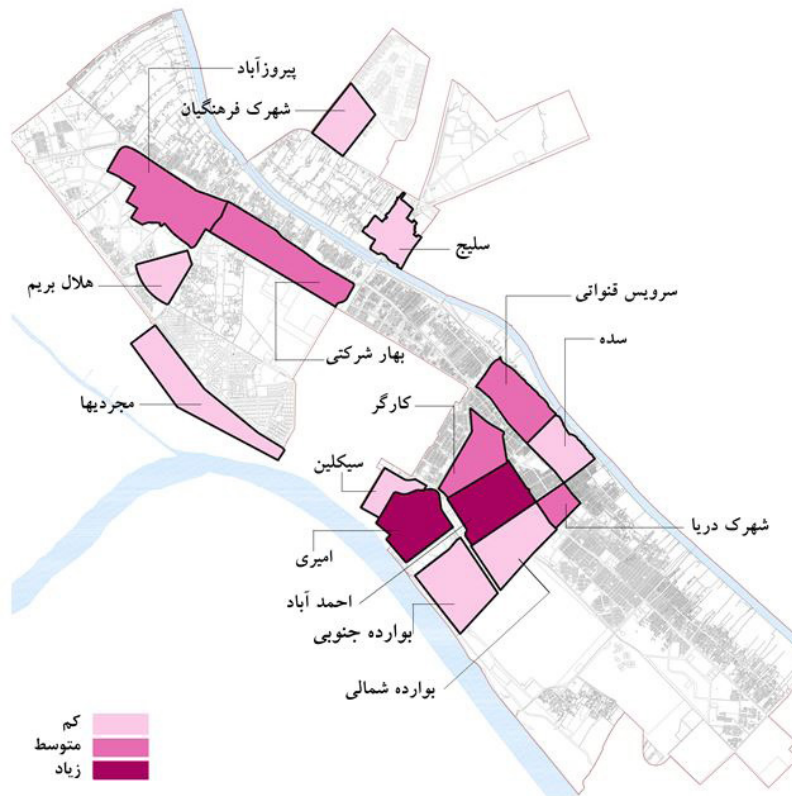 پیروزآباد
شهرک فرهنگیان
سلیج
هلال بریم
سرویس قنواتی
بهار شرکتی
سده
مجردیها
کارگر
سیکلین
شهرک دریا
امیری
احمد آباد
بوارده جنوبی
بوارده شمالی
کم
متوسط
زیاد